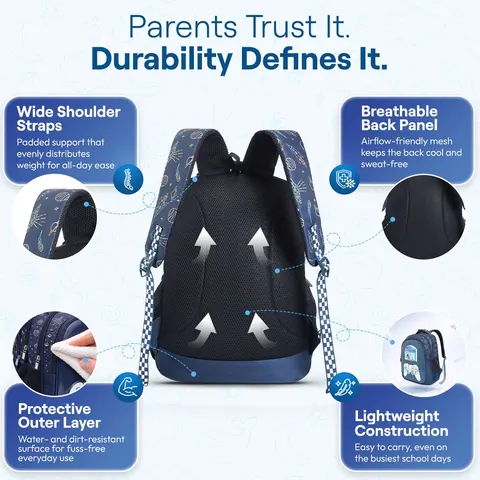 Parents Trust It.
Durability Defines It.
Wide Shoulder
Straps
Padded support that
evenly distributes
weight for all-day ease
Breathable
Back Panel
Airflow-friendly mesh
keeps the back cool and
sweat-free
Protective
Outer Layer
Water- and dirt-resistant
surface for fuss-free
everyday use
Lightweight
Construction
Easy to carry, even on
the busiest school days